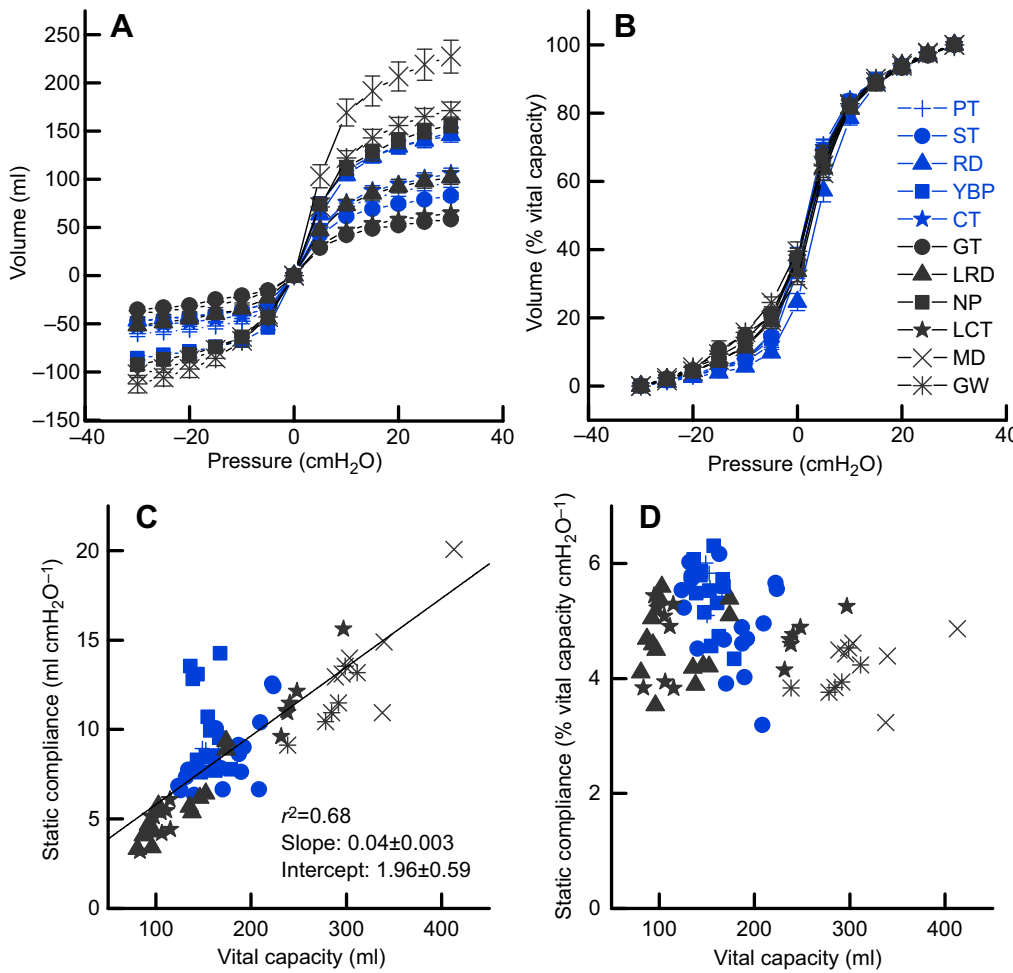 A
250
200
150
100
50
0
–50
–100
–150
Volume (ml)
–40
–20
0
20
40
Pressure (cmH2O)
B
100
80
60
40
20
0
Volume (% vital capacity)
–40
–20
0
20
40
Pressure (cmH2O)
PT
ST
RD
YBP
CT
GT
LRD
NP
LCT
MD
GW
C
20
15
10
5
0
Static compliance (ml cmH2O–1)
r2=0.68
Slope: 0.04±0.003
Intercept: 1.96±0.59
100
200
300
400
Vital capacity (ml)
D
6
4
2
0
Static compliance (% vital capacity cmH2O–1)
100
200
300
400
Vital capacity (ml)